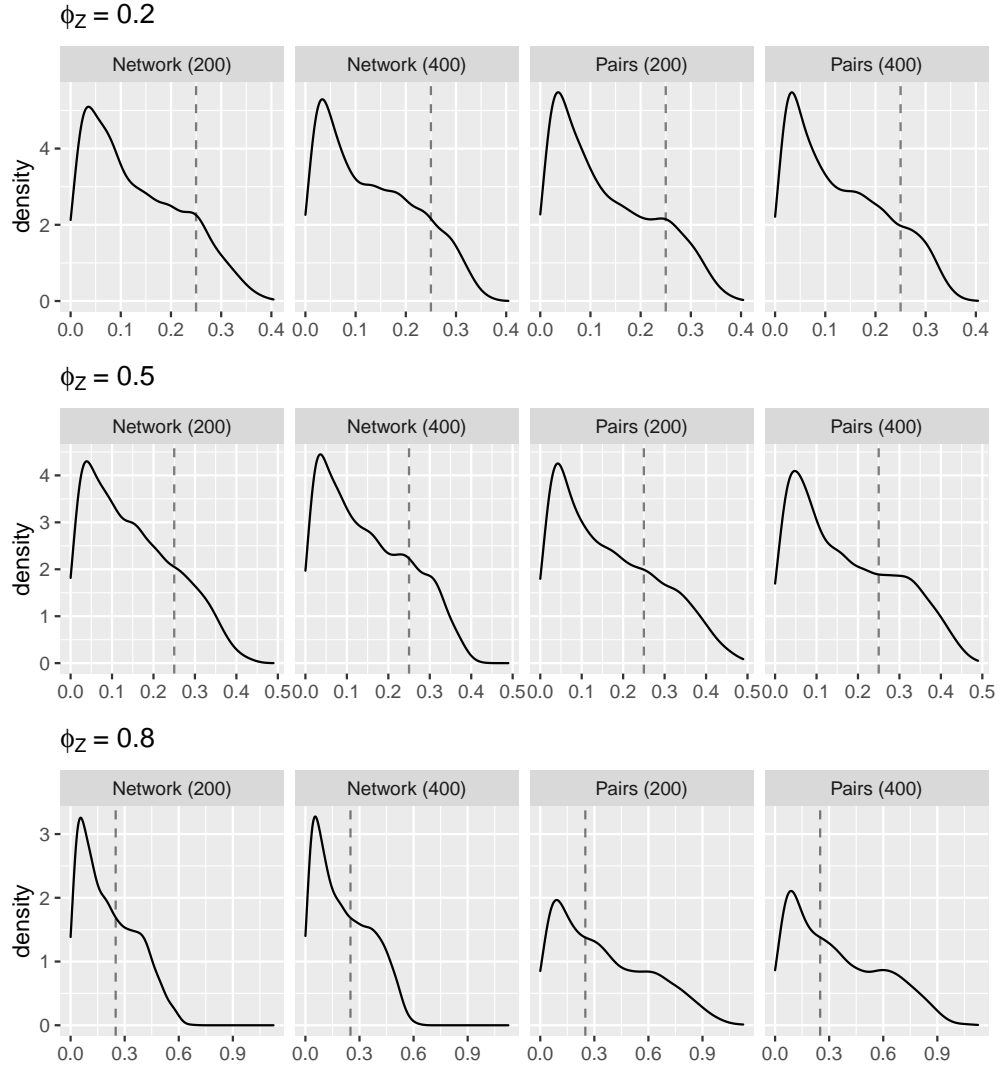 ϕZ = 0.2
Network (200) Network (400) Pairs (200) Pairs (400)
density
4
2
0
0.0 0.1 0.2 0.3 0.4 0.0 0.1 0.2 0.3 0.4 0.0 0.1 0.2 0.3 0.4 0.0 0.1 0.2 0.3 0.4
ϕZ = 0.5
Network (200) Network (400) Pairs (200) Pairs (400)
density
4
3
2
1
0
0.0 0.1 0.2 0.3 0.4 0.5 0.0 0.1 0.2 0.3 0.4 0.5 0.0 0.1 0.2 0.3 0.4 0.5 0.0 0.1 0.2 0.3 0.4 0.5
ϕZ = 0.8
Network (200) Network (400) Pairs (200) Pairs (400)
density
3
2
1
0
0.0 0.3 0.6 0.9 0.0 0.3 0.6 0.9 0.0 0.3 0.6 0.9 0.0 0.3 0.6 0.9